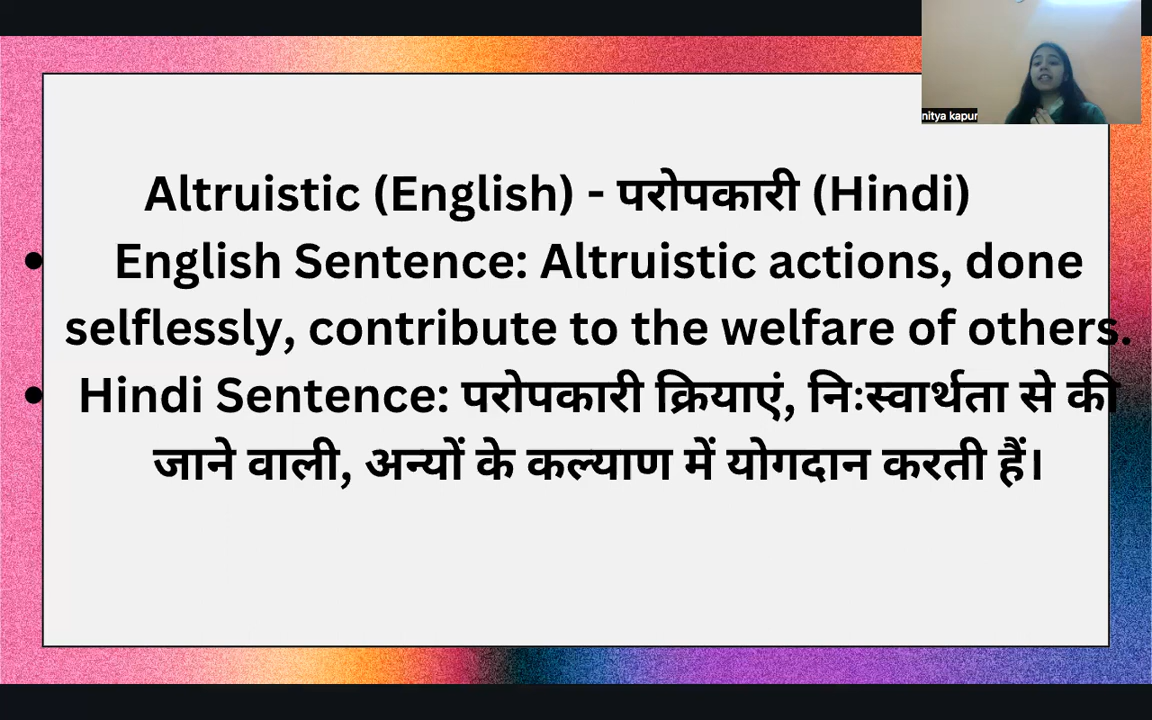 nitya kapur
Altruistic (English) - परोपकारी (Hindi)
• English Sentence: Altruistic actions, done
selflessly, contribute to the welfare of others.
• Hindi Sentence: परोपकारी क्रियाएं, निःस्वार्थता से की
जाने वाली, अन्यों के कल्याण में योगदान करती हैं।